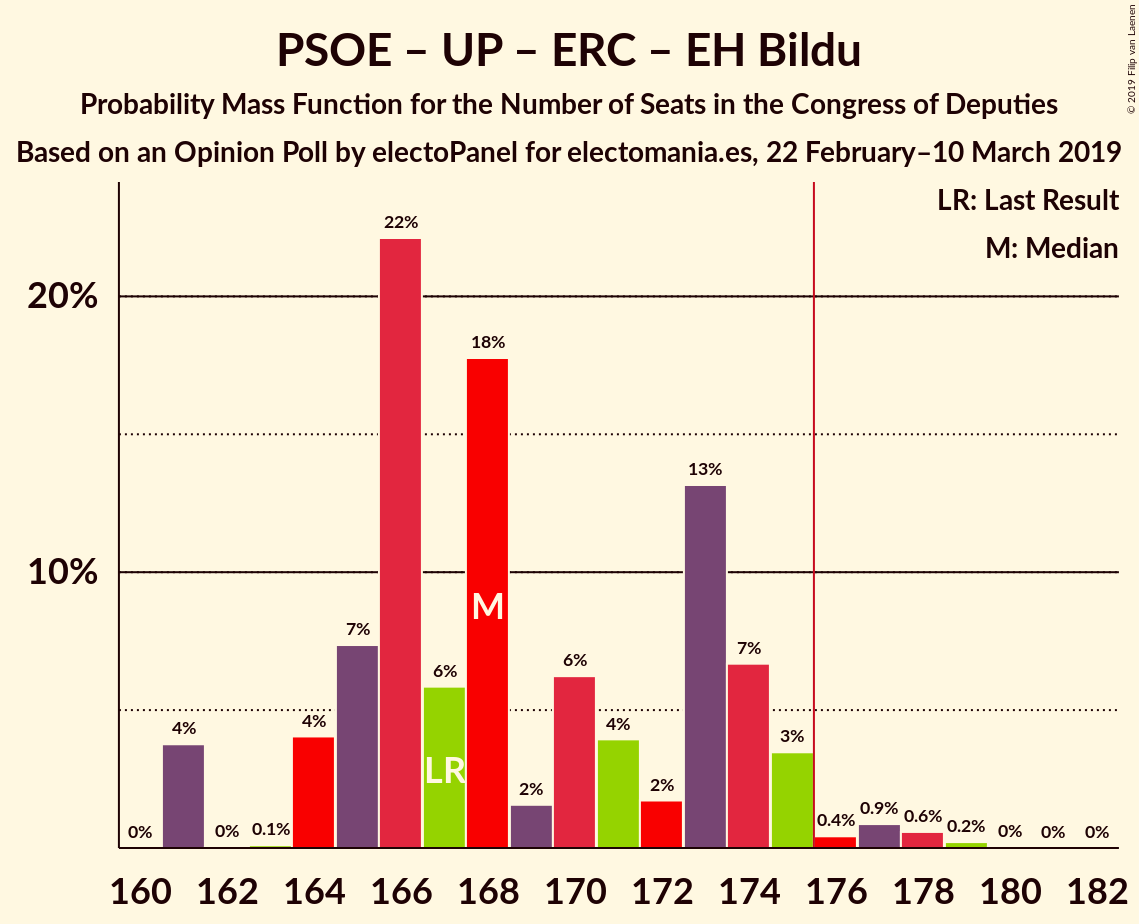 PSOE – UP – ERC – EH Bildu
Probability Mass Function for the Number of Seats in the Congress of Deputies
Based on an Opinion Poll by electoPanel for electomania.es, 22 February–10 March 2019
© 2019 Filip van Laenen
LR: Last Result
M: Median
20%
10%
0%
4%
0%
0.1%
4%
7%
22%
6%
18%
2%
6%
4%
2%
13%
7%
3%
0.4%
0.9%
0.6%
0.2%
0%
0%
0%
LR
M
160 162 164 166 168 170 172 174 176 178 180 182